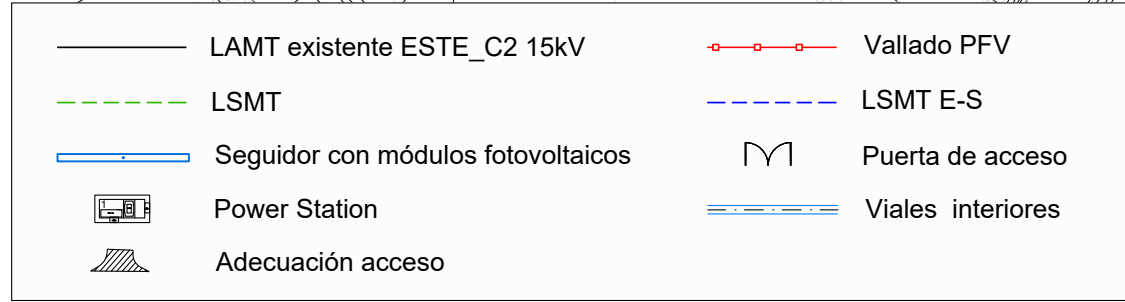 LAMT existente ESTE_C2 15kV
LSMT
Seguidor con módulos fotovoltaicos
1
Power Station
Adecuación acceso
Vallado PFV
LSMT E-S
Puerta de acceso
Viales interiores